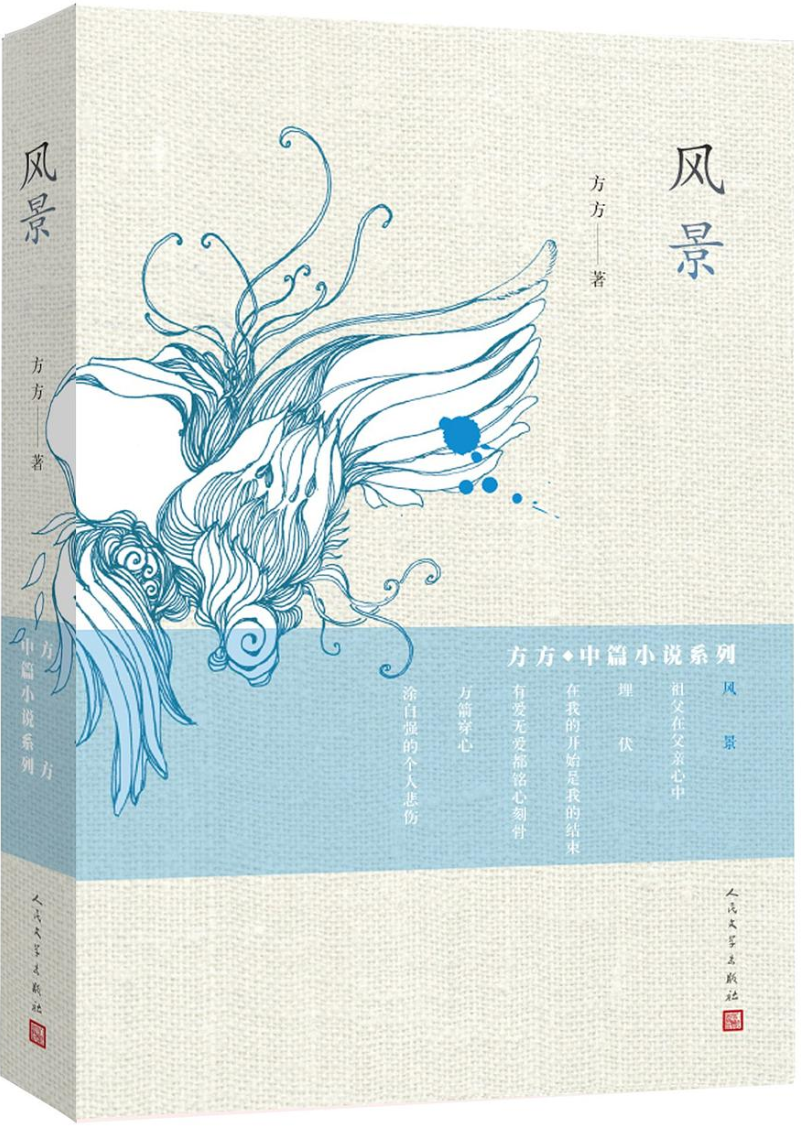 风景
方方——著
方方◆中篇小说系列
风景
祖父在父亲心中
埋伏
在我的开始是我的结束
有爱无爱都铭心刻骨
万箭穿心
涂自强的个人悲伤
人民文学出版社
风景
方方——著
方方
中篇小说系列
人民文学出版社